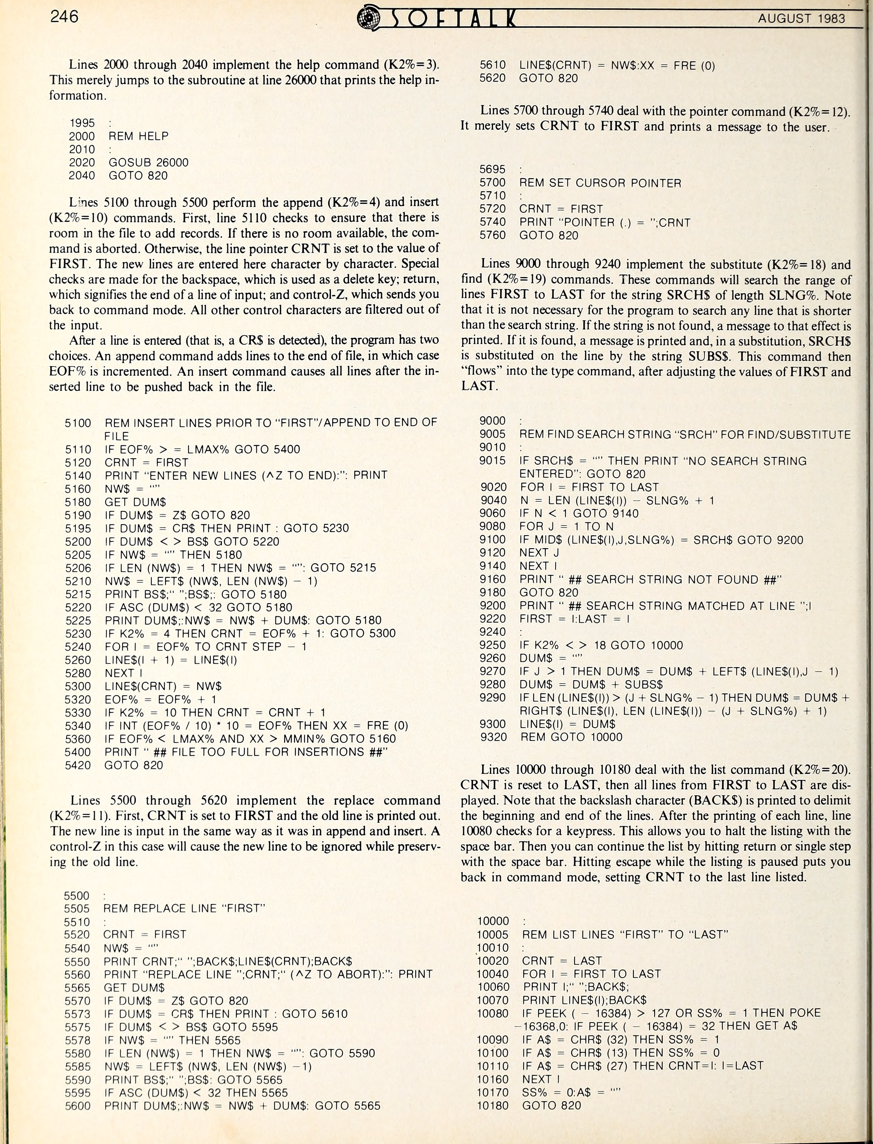 246
SOFTALK
AUGUST 1983
Lines 2000 through 2040 implement the help command (K2%=3).
This merely jumps to the subroutine at line 26000 that prints the help in-
formation.
1995 :
2000 REM HELP
2010 :
2020 GOSUB 26000
2040 GOTO 820
Lines 5100 through 5500 perform the append (K2%=4) and insert
(K2%=10) commands. First, line 5110 checks to ensure that there is
room in the file to add records. If there is no room available, the com-
mand is aborted. Otherwise, the line pointer CRNT is set to the value of
FIRST. The new lines are entered here character by character. Special
checks are made for the backspace, which is used as a delete key; return,
which signifies the end of a line of input; and control-Z, which sends you
back to command mode. All other control characters are filtered out of
the input.
After a line is entered (that is, a CR$ is detected), the program has two
choices. An append command adds lines to the end of file, in which case
EOF% is incremented. An insert command causes all lines after the in-
serted line to be pushed back in the file.
5100 REM INSERT LINES PRIOR TO “FIRST”/APPEND TO END OF
FILE
5110 IF EOF% > = LMAX% GOTO 5400
5120 CRNT = FIRST
5140 PRINT “ENTER NEW LINES (^Z TO END):”: PRINT
5160 NW$ = “”
5180 GET DUM$
5190 IF DUM$ = Z$ GOTO 820
5195 IF DUM$ = CR$ THEN PRINT : GOTO 5230
5200 IF DUM$ < > BS$ GOTO 5220
5205 IF NW$ = “” THEN 5180
5206 IF LEN (NW$) = 1 THEN NW$ = “”: GOTO 5215
5210 NW$ = LEFT$ (NW$, LEN (NW$) − 1)
5215 PRINT BS$;“ ”;BS$;: GOTO 5180
5220 IF ASC (DUM$) < 32 GOTO 5180
5225 PRINT DUM$;:NW$ = NW$ + DUM$: GOTO 5180
5230 IF K2% = 4 THEN CRNT = EOF% + 1: GOTO 5300
5240 FOR I = EOF% TO CRNT STEP − 1
5260 LINE$(I + 1) = LINE$(I)
5280 NEXT I
5300 LINE$(CRNT) = NW$
5320 EOF% = EOF% + 1
5330 IF K2% = 10 THEN CRNT = CRNT + 1
5340 IF INT (EOF% / 10) * 10 = EOF% THEN XX = FRE (0)
5360 IF EOF% < LMAX% AND XX > MMIN% GOTO 5160
5400 PRINT “ ## FILE TOO FULL FOR INSERTIONS ##”
5420 GOTO 820
Lines 5500 through 5620 implement the replace command
(K2%=11). First, CRNT is set to FIRST and the old line is printed out.
The new line is input in the same way as it was in append and insert. A
control-Z in this case will cause the new line to be ignored while preserv-
ing the old line.
5500 :
5505 REM REPLACE LINE “FIRST”
5510 :
5520 CRNT = FIRST
5540 NW$ = “”
5550 PRINT CRNT;“ ”;BACK$;LINE$(CRNT);BACK$
5560 PRINT “REPLACE LINE ”;CRNT;“ (^Z TO ABORT):”: PRINT
5565 GET DUM$
5570 IF DUM$ = Z$ GOTO 820
5573 IF DUM$ = CR$ THEN PRINT : GOTO 5610
5575 IF DUM$ < > BS$ GOTO 5595
5578 IF NW$ = “” THEN 5565
5580 IF LEN (NW$) = 1 THEN NW$ = “”: GOTO 5590
5585 NW$ = LEFT$ (NW$, LEN (NW$) −1)
5590 PRINT BS$;“ ”;BS$: GOTO 5565
5595 IF ASC (DUM$) < 32 THEN 5565
5600 PRINT DUM$;:NW$ = NW$ + DUM$: GOTO 5565
5610 LINE$(CRNT) = NW$:XX = FRE (0)
5620 GOTO 820
Lines 5700 through 5740 deal with the pointer command (K2%=12).
It merely sets CRNT to FIRST and prints a message to the user.
5695 :
5700 REM SET CURSOR POINTER
5710 :
5720 CRNT = FIRST
5740 PRINT “POINTER (.) = ”;CRNT
5760 GOTO 820
Lines 9000 through 9240 implement the substitute (K2%=18) and
find (K2%=19) commands. These commands will search the range of
lines FIRST to LAST for the string SRCH$ of length SLNG%. Note
that it is not necessary for the program to search any line that is shorter
than the search string. If the string is not found, a message to that effect is
printed. If it is found, a message is printed and, in a substitution, SRCH$
is substituted on the line by the string SUBS$. This command then
“flows” into the type command, after adjusting the values of FIRST and
LAST.
9000 :
9005 REM FIND SEARCH STRING “SRCH” FOR FIND/SUBSTITUTE
9010 :
9015 IF SRCH$ = “” THEN PRINT “NO SEARCH STRING
ENTERED”: GOTO 820
9020 FOR I = FIRST TO LAST
9040 N = LEN (LINE$(I)) − SLNG% + 1
9060 IF N < 1 GOTO 9140
9080 FOR J = 1 TO N
9100 IF MID$ (LINE$(I),J,SLNG%) = SRCH$ GOTO 9200
9120 NEXT J
9140 NEXT I
9160 PRINT “ ## SEARCH STRING NOT FOUND ##”
9180 GOTO 820
9200 PRINT “ ## SEARCH STRING MATCHED AT LINE ”;I
9220 FIRST = I:LAST = I
9240 :
9250 IF K2% < > 18 GOTO 10000
9260 DUM$ = “”
9270 IF J > 1 THEN DUM$ = DUM$ + LEFT$ (LINE$(I),J − 1)
9280 DUM$ = DUM$ + SUBS$
9290 IF LEN (LINE$(I)) > (J + SLNG% − 1) THEN DUM$ = DUM$ +
RIGHT$ (LINE$(I), LEN (LINE$(I)) − (J + SLNG%) + 1)
9300 LINE$(I) = DUM$
9320 REM GOTO 10000
Lines 10000 through 10180 deal with the list command (K2%=20).
CRNT is reset to LAST, then all lines from FIRST to LAST are dis-
played. Note that the backslash character (BACK$) is printed to delimit
the beginning and end of the lines. After the printing of each line, line
10080 checks for a keypress. This allows you to halt the listing with the
space bar. Then you can continue the list by hitting return or single step
with the space bar. Hitting escape while the listing is paused puts you
back in command mode, setting CRNT to the last line listed.
10000 :
10005 REM LIST LINES “FIRST” TO “LAST”
10010 :
10020 CRNT = LAST
10040 FOR I = FIRST TO LAST
10060 PRINT I;“ ”;BACK$;
10070 PRINT LINE$(I);BACK$
10080 IF PEEK ( − 16384) > 127 OR SS% = 1 THEN POKE
−16368,0: IF PEEK ( − 16384) = 32 THEN GET A$
10090 IF A$ = CHR$ (32) THEN SS% = 1
10100 IF A$ = CHR$ (13) THEN SS% = 0
10110 IF A$ = CHR$ (27) THEN CRNT=I: I=LAST
10160 NEXT I
10170 SS% = 0:A$ = “”
10180 GOTO 820